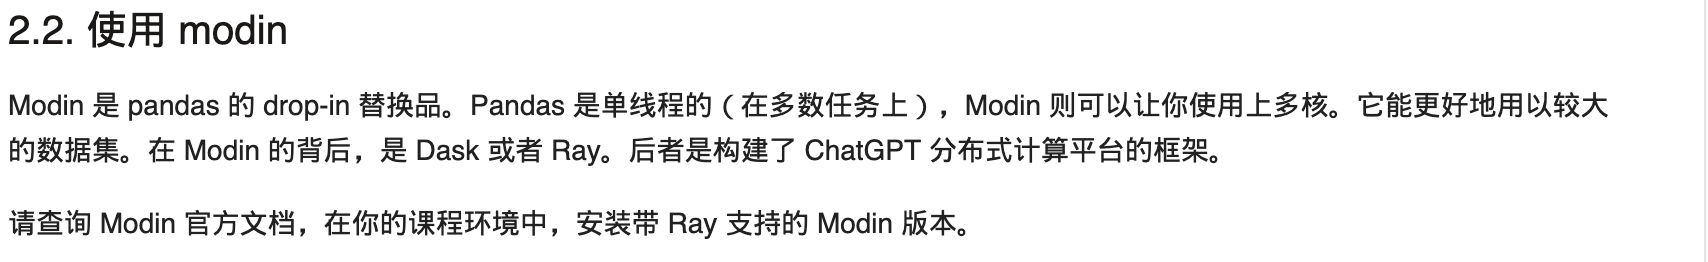 2.2. 使用 modin
Modin 是 pandas 的 drop-in 替换品。Pandas 是单线程的（在多数任务上），Modin 则可以让你使用上多核。它能更好地用以较大
的数据集。在 Modin 的背后，是 Dask 或者 Ray。后者是构建了 ChatGPT 分布式计算平台的框架。
请查询 Modin 官方文档，在你的课程环境中，安装带 Ray 支持的 Modin 版本。